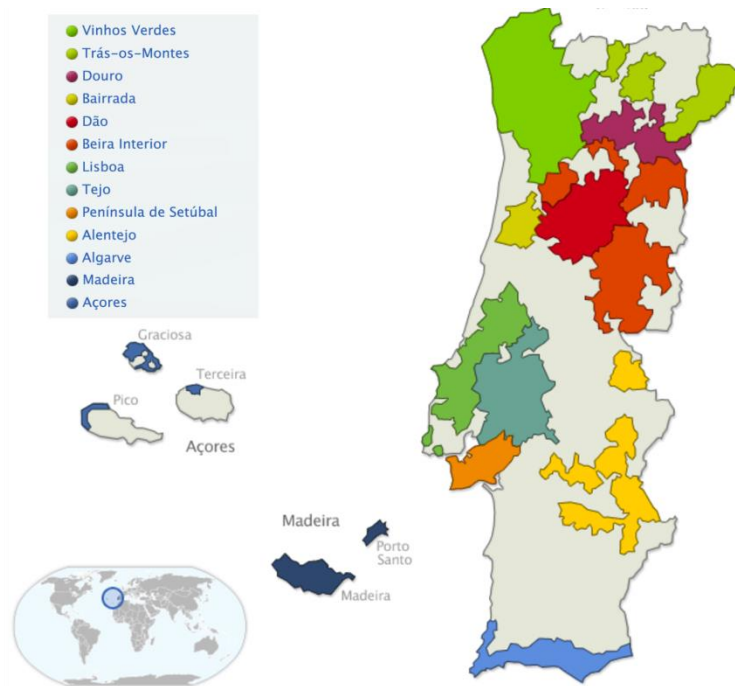 Vinhos Verdes
Trás-os-Montes
Douro
Bairrada
Dão
Beira Interior
Lisboa
Tejo
Península de Setúbal
Alentejo
Algarve
Madeira
Açores
Graciosa
Terceira
Pico
Açores
Madeira
Porto
Santo
Madeira